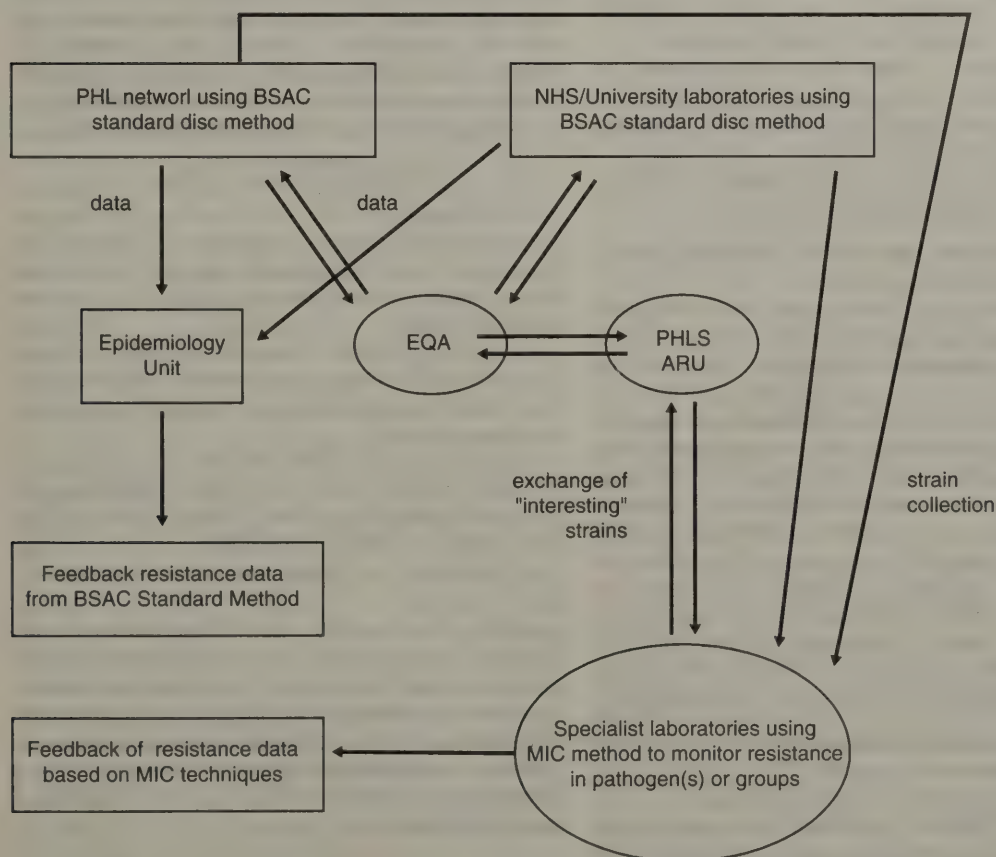 PHL networl using BSAC
standard disc method
NHS/University laboratories using
BSAC standard disc method
data
data
Epidemiology
Unit
EQA
PHLS
ARU
exchange of
"interesting"
strains
strain
collection
Feedback resistance data
from BSAC Standard Method
Feedback of resistance data
based on MIC techniques
Specialist laboratories using
MIC method to monitor resistance
in pathogen(s) or groups